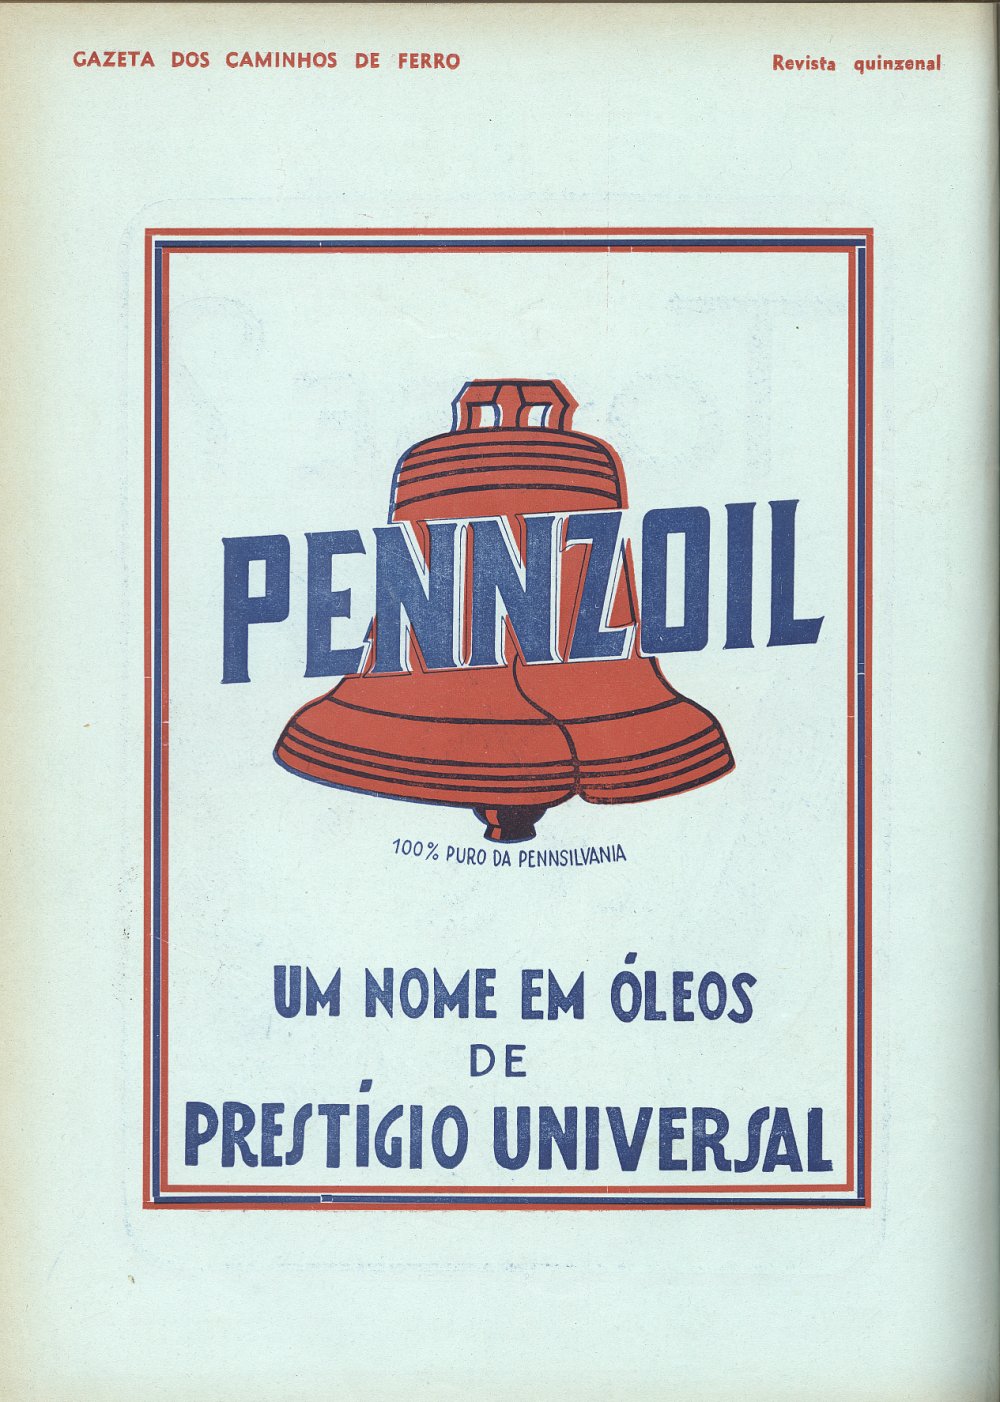 GAZETA DOS CAMINHOS DE FERRO
Revista quinzenal
PENNZOIL
100% PURO DA PENNSILVANIA
UM NOME EM ÓLEOS
DE
PRESTÍGIO UNIVERSAL